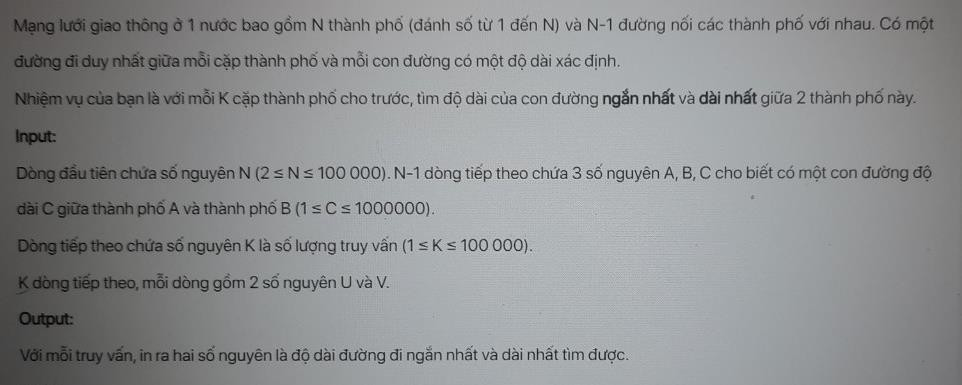 Mạng lưới giao thông ở 1 nước bao gồm N thành phố (đánh số từ 1 đến N) và N-1 đường nối các thành phố với nhau. Có một
đường đi duy nhất giữa mỗi cặp thành phố và mỗi con đường có một độ dài xác định.
Nhiệm vụ của bạn là với mỗi K cặp thành phố cho trước, tìm độ dài của con đường ngắn nhất và dài nhất giữa 2 thành phố này.
Input:
Dòng đầu tiên chứa số nguyên N (2 ≤ N ≤ 100 000). N-1 dòng tiếp theo chứa 3 số nguyên A, B, C cho biết có một con đường độ
dài C giữa thành phố A và thành phố B (1 ≤ C ≤ 1000000).
Dòng tiếp theo chứa số nguyên K là số lượng truy vấn (1 ≤ K ≤ 100 000).
K dòng tiếp theo, mỗi dòng gồm 2 số nguyên U và V.
Output:
Với mỗi truy vấn, in ra hai số nguyên là độ dài đường đi ngắn nhất và dài nhất tìm được.